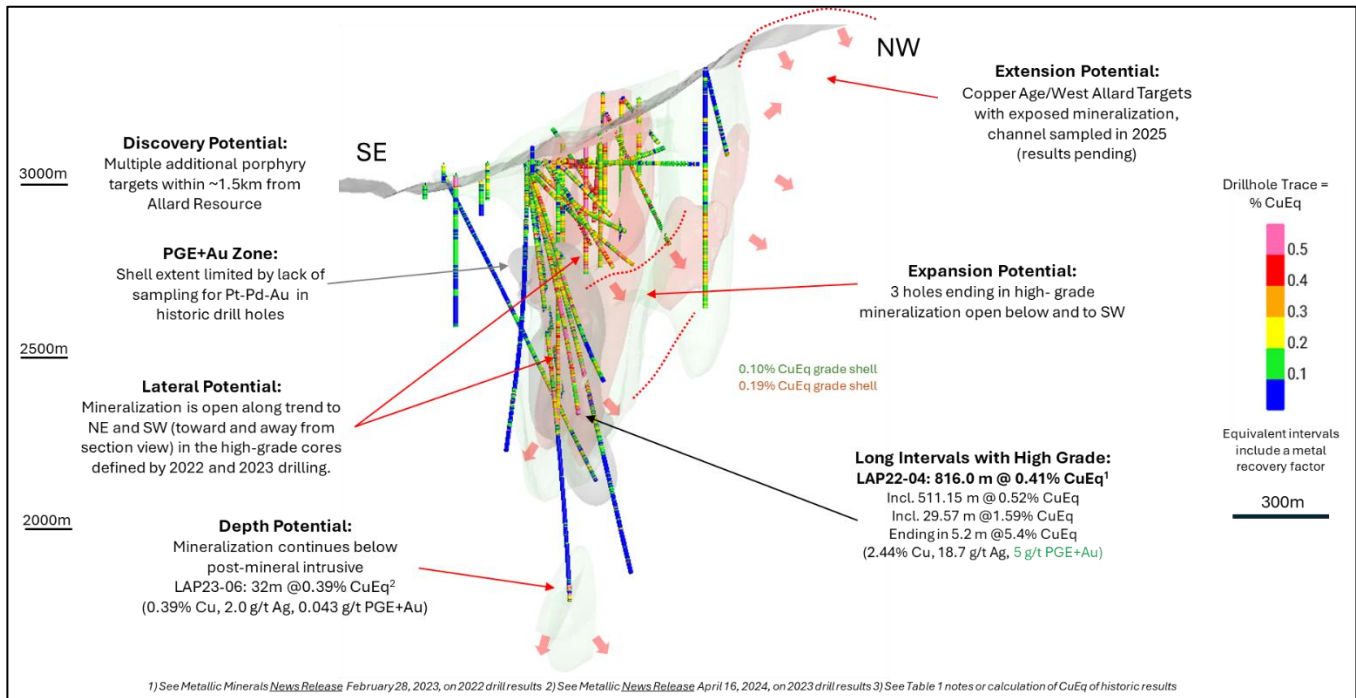 NW
SE
Extension Potential:
Copper Age/West Allard Targets
with exposed mineralization,
channel sampled in 2025
(results pending)
Discovery Potential:
Multiple additional porphyry
targets within ~1.5km from
Allard Resource
3000m
PGE+Au Zone:
Shell extent limited by lack of
sampling for Pt-Pd-Au in
historic drill holes
Drillhole Trace =
% CuEq
0.5
0.4
0.3
0.2
0.1
Equivalent intervals
include a metal
recovery factor
300m
Expansion Potential:
3 holes ending in high- grade
mineralization open below and to SW
2500m
0.10% CuEq grade shell
0.19% CuEq grade shell
Lateral Potential:
Mineralization is open along trend to
NE and SW (toward and away from
section view) in the high-grade cores
defined by 2022 and 2023 drilling.
Long Intervals with High Grade:
LAP22-04: 816.0 m @ 0.41% CuEq1
Incl. 511.15 m @ 0.52% CuEq
Incl. 29.57 m @1.59% CuEq
Ending in 5.2 m @5.4% CuEq
(2.44% Cu, 18.7 g/t Ag, 5 g/t PGE+Au)
2000m
Depth Potential:
Mineralization continues below
post-mineral intrusive
LAP23-06: 32m @0.39% CuEq2
(0.39% Cu, 2.0 g/t Ag, 0.043 g/t PGE+Au)
1) See Metallic Minerals News Release February 28, 2023, on 2022 drill results 2) See Metallic News Release April 16, 2024, on 2023 drill results 3) See Table 1 notes or calculation of CuEq of historic results